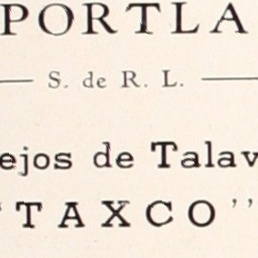 PORTLA
S. de R. L.
ejos de Talav
"TAXCO"